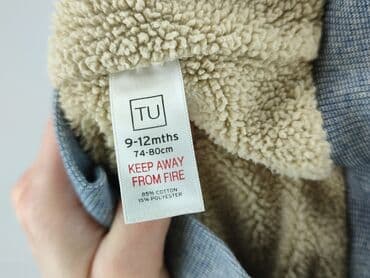 TU
9-12mths
74-80cm
KEEP AWAY
FROM FIRE
85% COTTON
15% POLYESTER